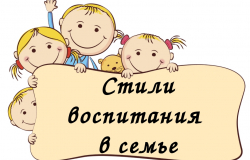 Стили
воспитания
в семье